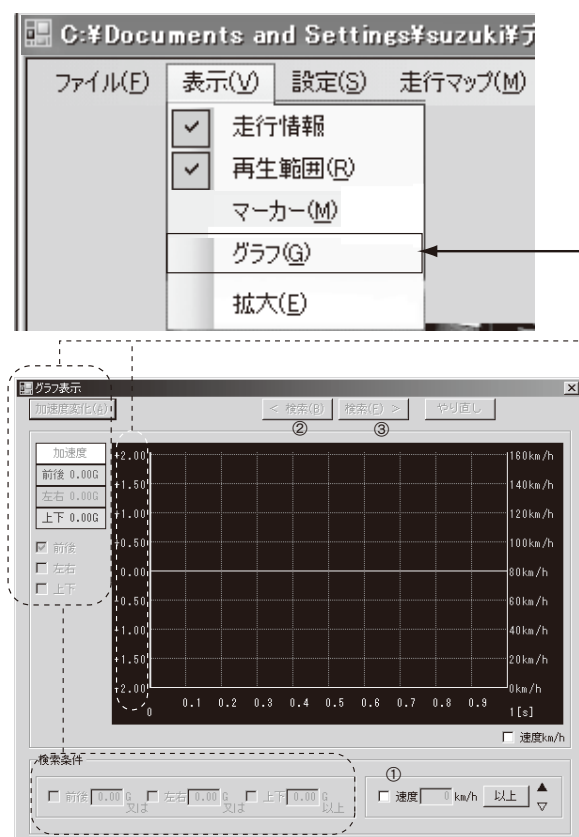 C:¥Documents and Settings¥suzuki¥デ
ファイル(F) 表示(V) 設定(S) 走行マップ(M)
走行情報
再生範囲(R)
マーカー(M)
グラフ(G)
拡大(E)
グラフ表示
加速度変化(A) < 検索(B) 検索(F) > やり直し
② ③
加速度
前後 0.00G
左右 0.00G
上下 0.00G
前後
左右
上下
+2.00 160km/h
+1.50 140km/h
+1.00 120km/h
+0.50 100km/h
0.00 80km/h
-0.50 60km/h
-1.00 40km/h
-1.50 20km/h
-2.00 0km/h
0 0.1 0.2 0.3 0.4 0.5 0.6 0.7 0.8 0.9 1[s]
速度km/h
検索条件
①
前後 0.00 G 又は 左右 0.00 G 又は 上下 0.00 G 以上
速度 0 km/h 以上